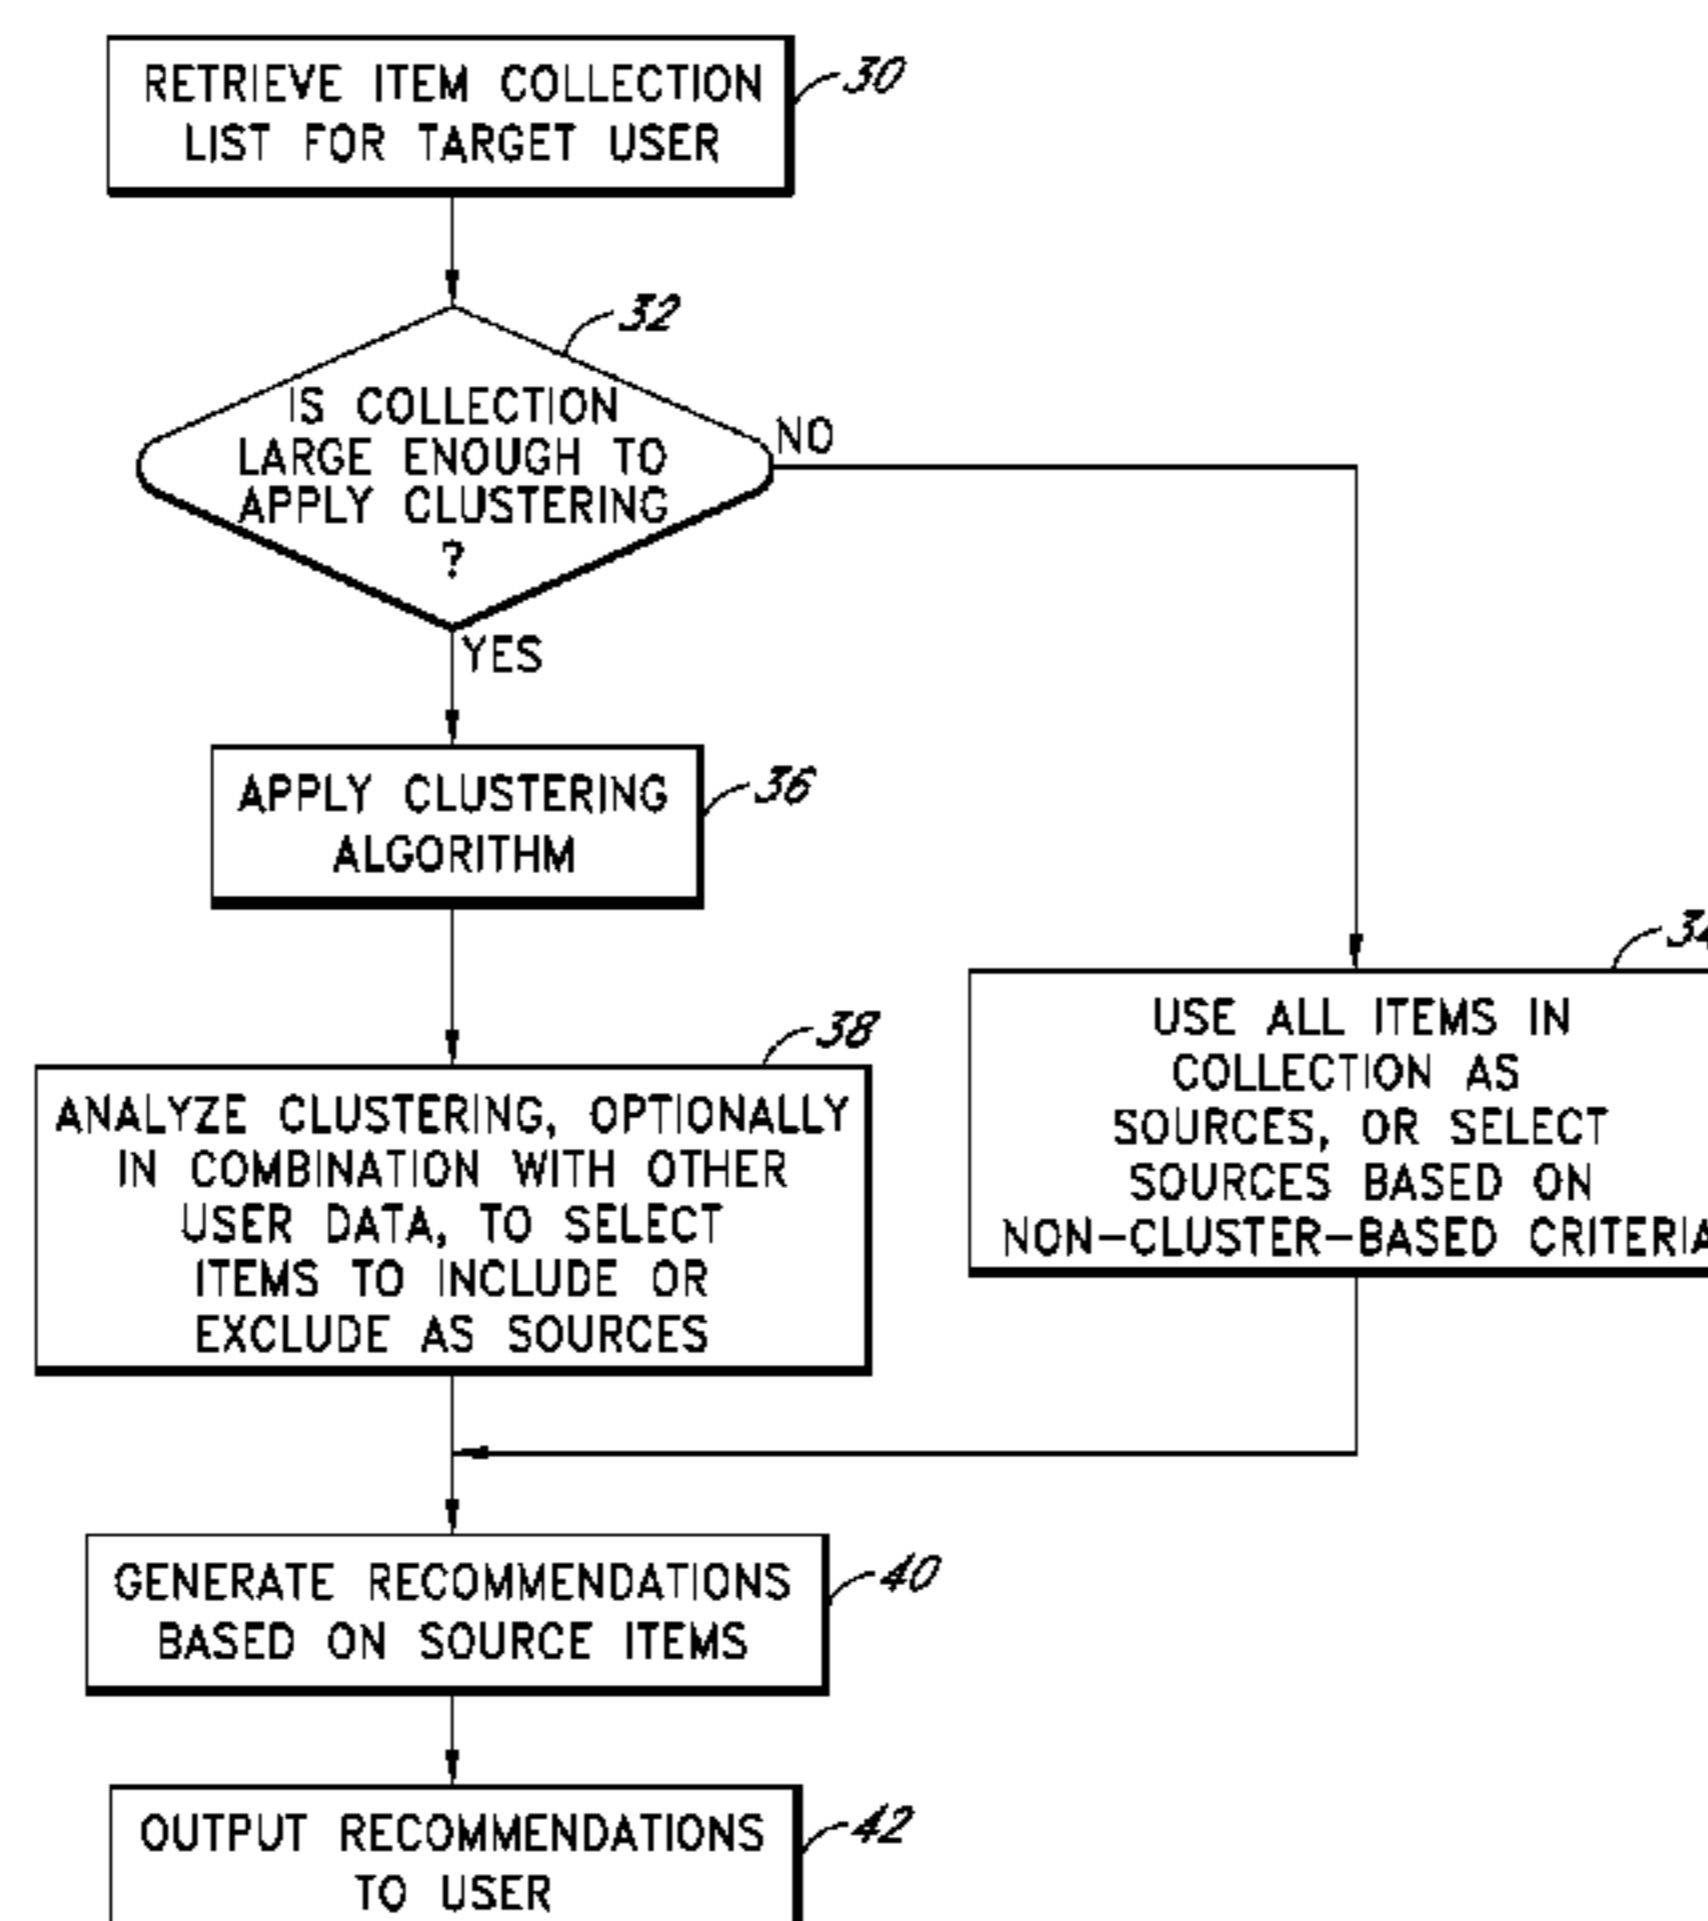 RETRIEVE ITEM COLLECTION
LIST FOR TARGET USER
30
32
IS COLLECTION
LARGE ENOUGH TO
APPLY CLUSTERING
?
NO
YES
APPLY CLUSTERING
ALGORITHM
36
34
USE ALL ITEMS IN
COLLECTION AS
SOURCES, OR SELECT
SOURCES BASED ON
NON-CLUSTER-BASED CRITERIA
38
ANALYZE CLUSTERING, OPTIONALLY
IN COMBINATION WITH OTHER
USER DATA, TO SELECT
ITEMS TO INCLUDE OR
EXCLUDE AS SOURCES
GENERATE RECOMMENDATIONS
BASED ON SOURCE ITEMS
40
OUTPUT RECOMMENDATIONS
TO USER
42